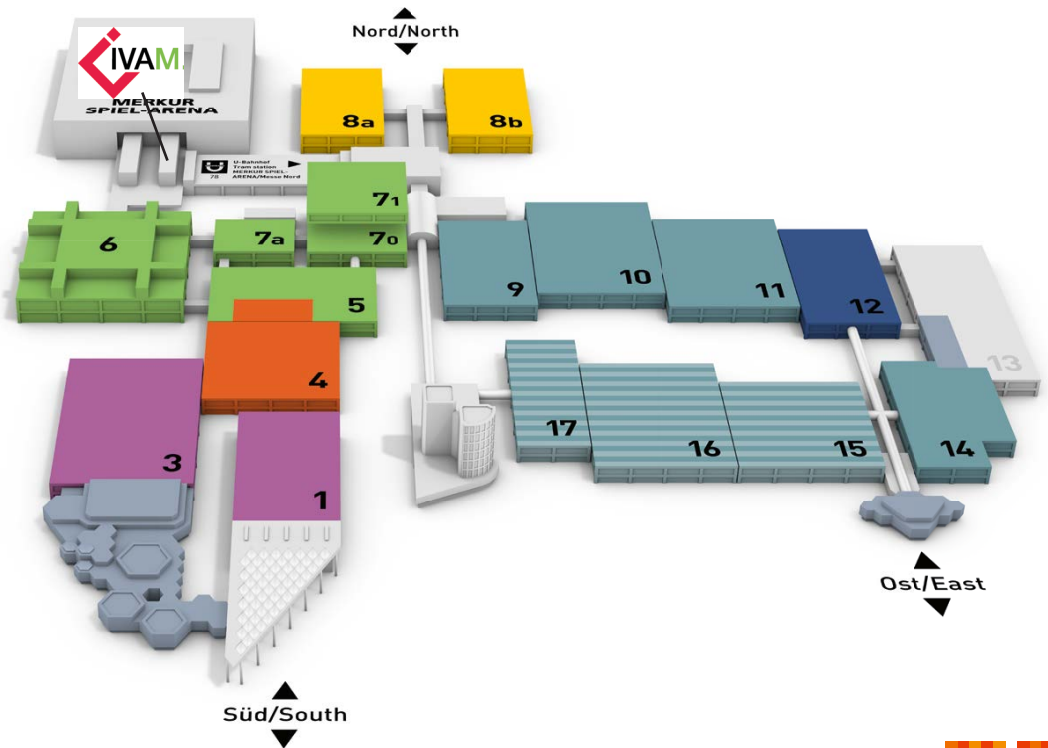 Nord/North
IVAM
MERKUR
SPIEL-ARENA
8a
8b
U-Bahnhof
Tram station
MERKUR SPIEL-
ARENA/Messe Nord
78
71
6
7a
70
9
10
11
12
5
13
4
17
16
15
14
3
1
Ost/East
Süd/South